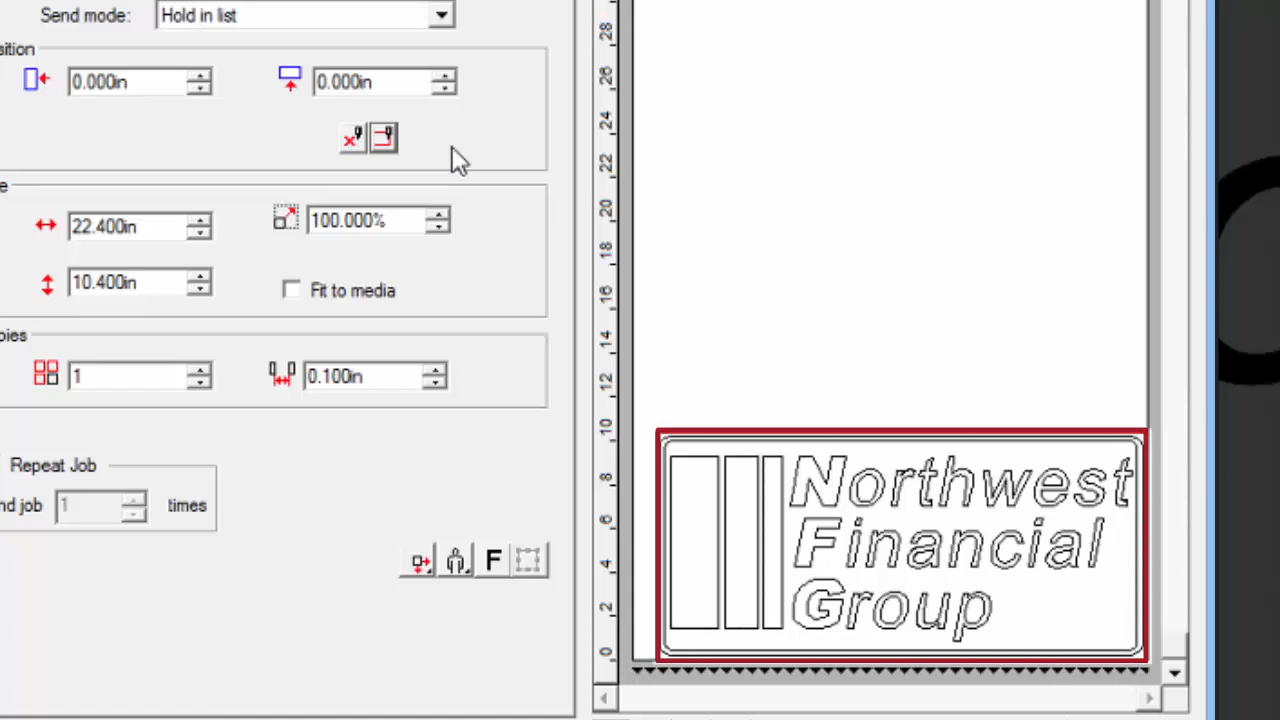 Send mode: Hold in list
sition
0.000in 0.000in
e
22.400in 100.000%
10.400in Fit to media
pies
1 0.100in
Repeat Job
nd job 1 times
F
28
26
24
22
20
18
16
14
12
10
8
6
4
2
0
Northwest
Financial
Group